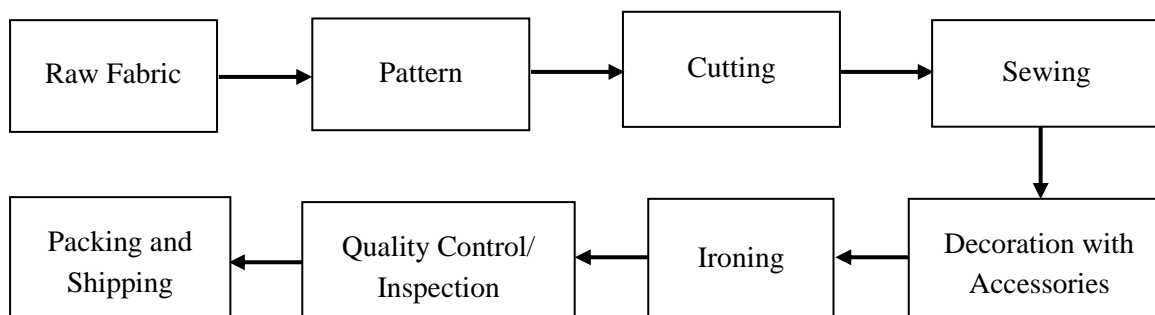 Raw Fabric
Pattern
Cutting
Sewing
Decoration with
Accessories
Ironing
Quality Control/
Inspection
Packing and
Shipping